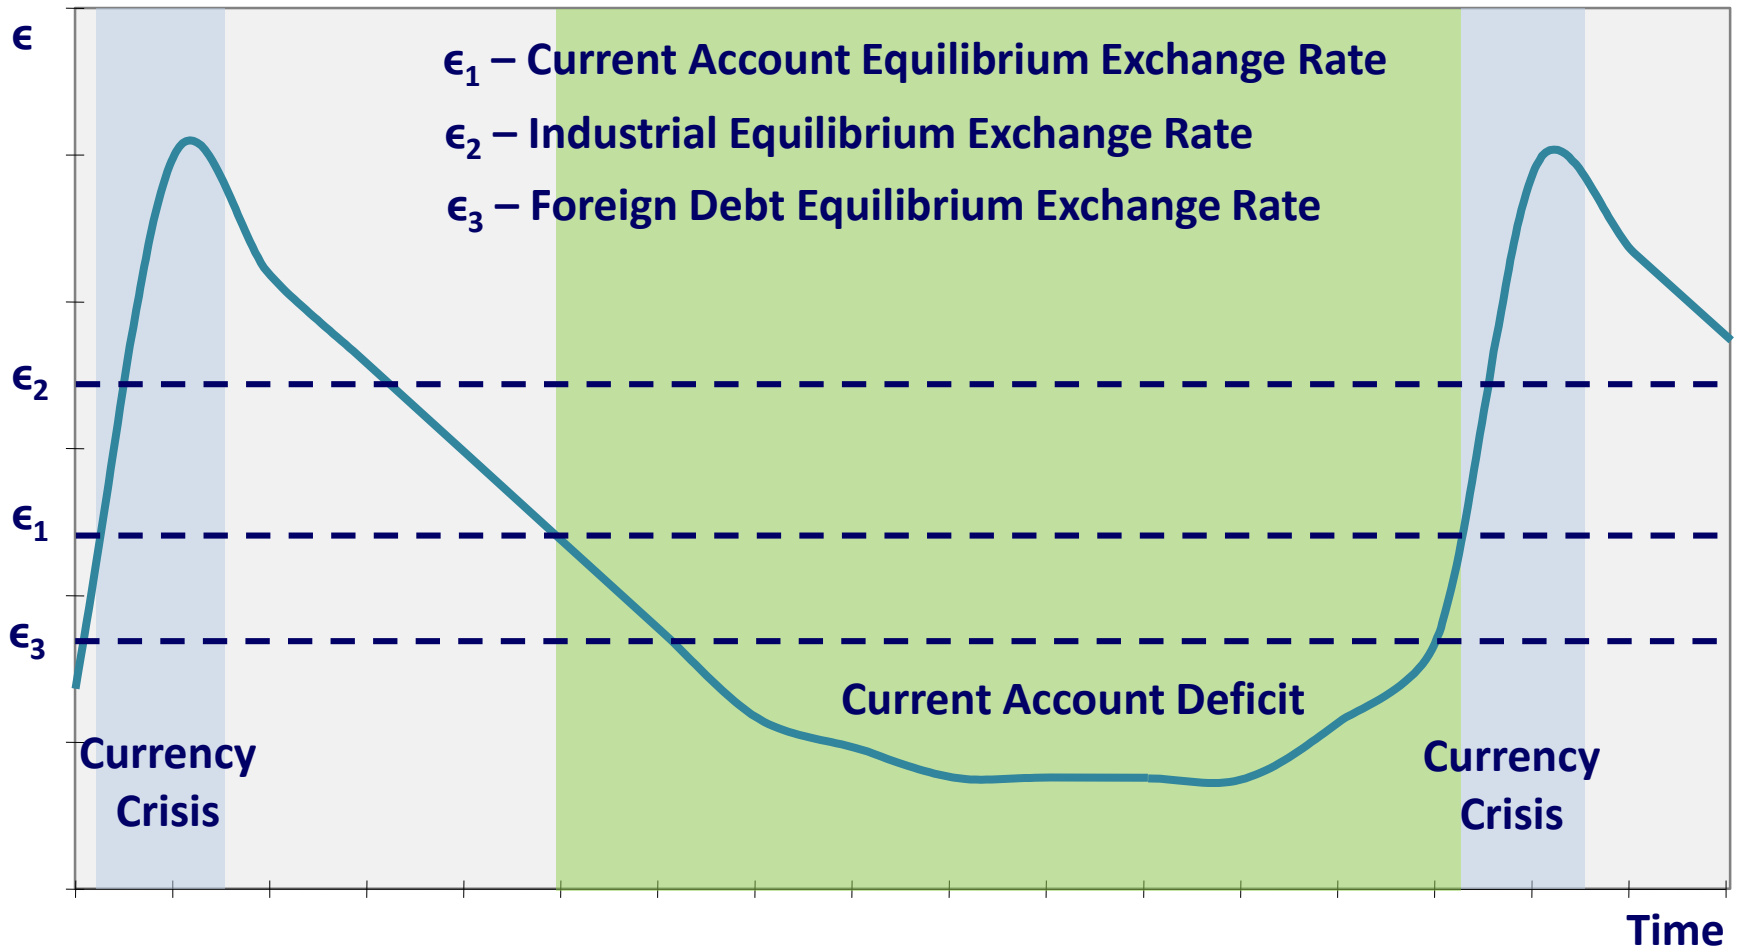 ϵ
ϵ₁ – Current Account Equilibrium Exchange Rate
ϵ₂ – Industrial Equilibrium Exchange Rate
ϵ₃ – Foreign Debt Equilibrium Exchange Rate
ϵ₂
ϵ₁
ϵ₃
Current Account Deficit
Currency
Crisis
Currency
Crisis
Time